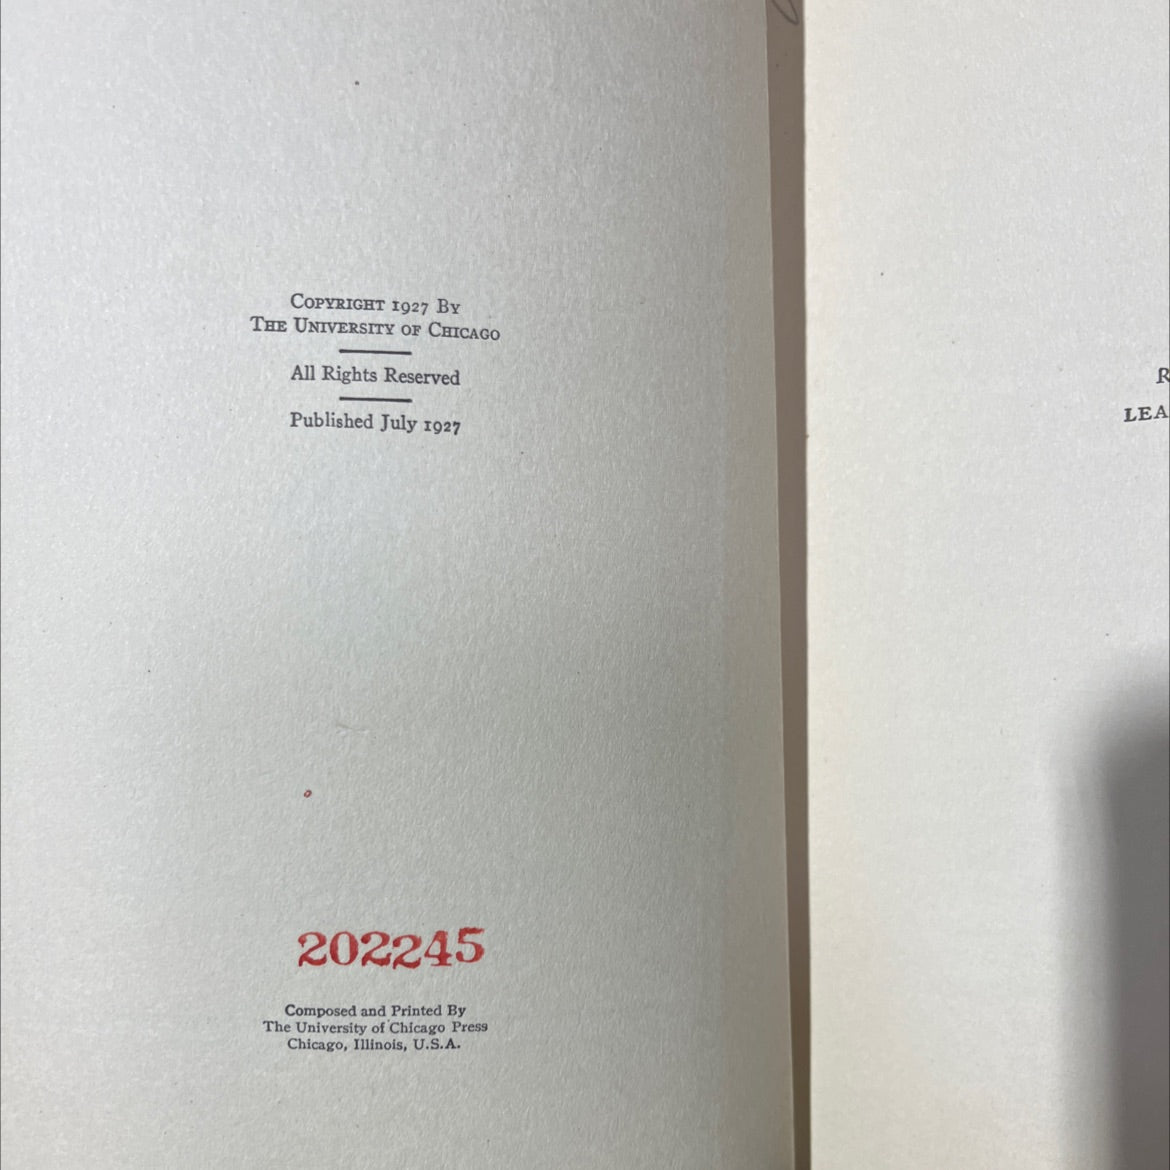 COPYRIGHT 1927 BY
THE UNIVERSITY OF CHICAGO
All Rights Reserved
Published July 1927
202245
Composed and Printed By
The University of Chicago Press
Chicago, Illinois, U.S.A.